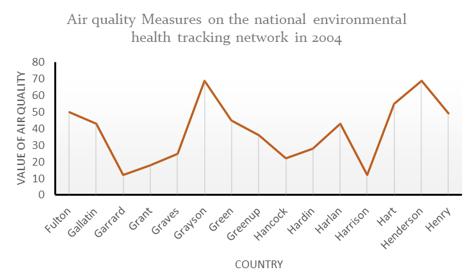 Air quality Measures on the national environmental
health tracking network in 2004
VALUE OF AIR QUALITY
80
70
60
50
40
30
20
10
0
Fulton
Gallatin
Garrard
Grant
Graves
Grayson
Green
Greenup
Hancock
Hardin
Harlan
Harrison
Hart
Henderson
Henry
COUNTRY